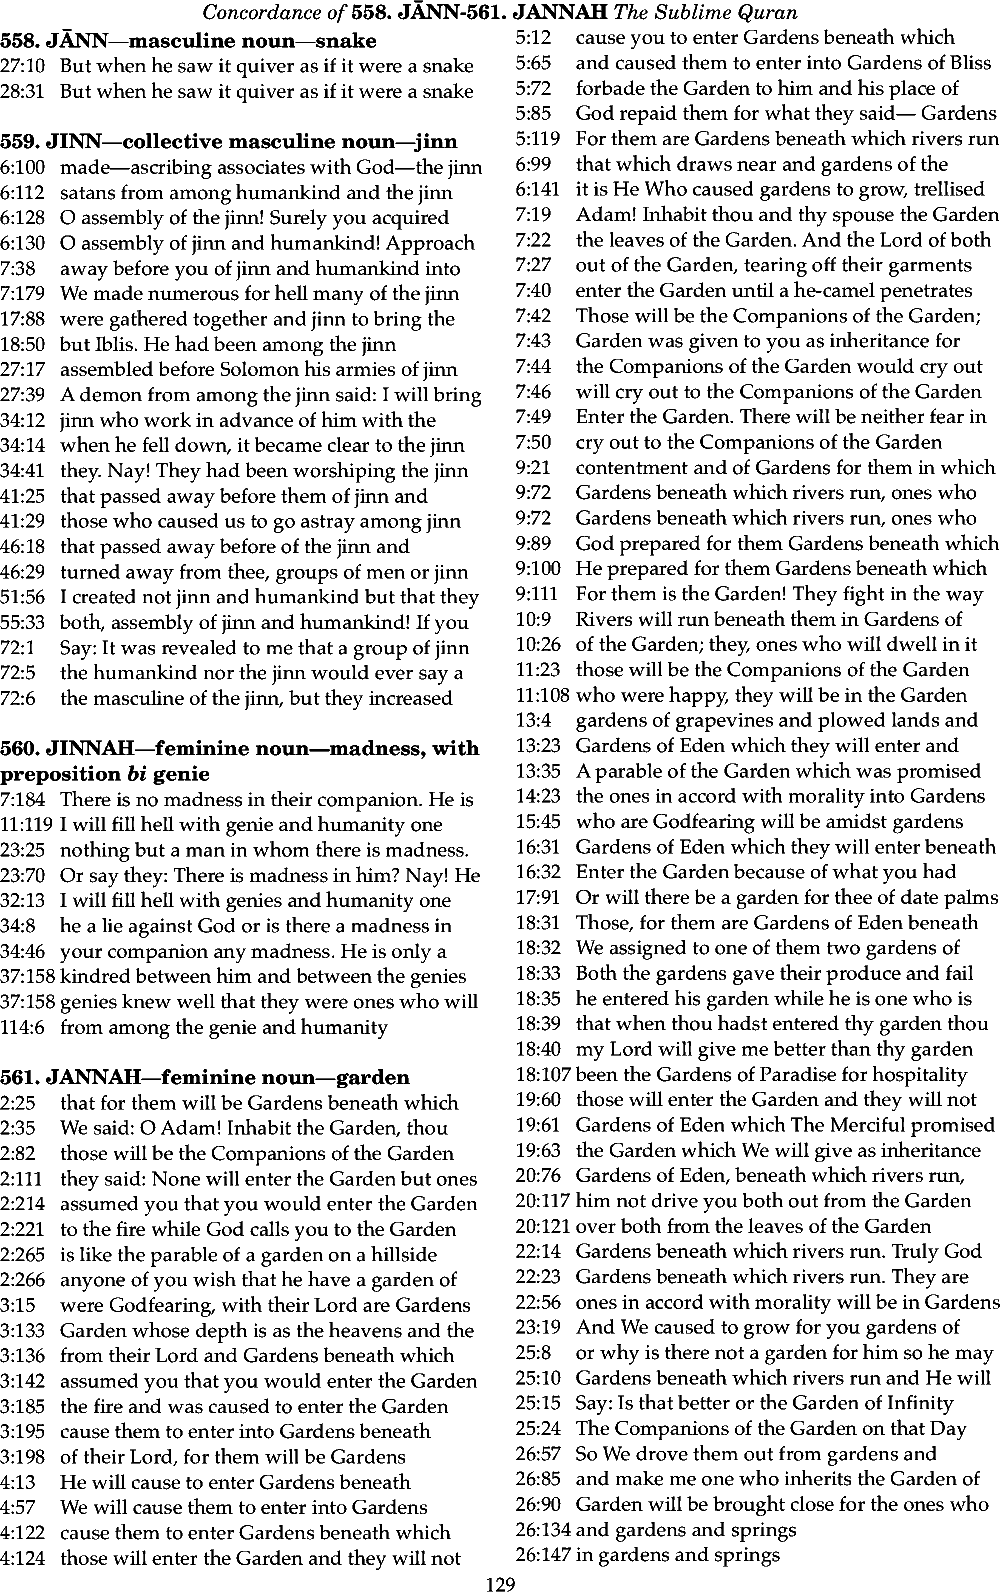 Concordance of 558. JĀNN-561. JANNAH The Sublime Quran
558. JĀNN—masculine noun—snake
27:10 But when he saw it quiver as if it were a snake
28:31 But when he saw it quiver as if it were a snake
559. JINN—collective masculine noun—jinn
6:100 made—ascribing associates with God—the jinn
6:112 satans from among humankind and the jinn
6:128 O assembly of the jinn! Surely you acquired
6:130 O assembly of jinn and humankind! Approach
7:38 away before you of jinn and humankind into
7:179 We made numerous for hell many of the jinn
17:88 were gathered together and jinn to bring the
18:50 but Iblis. He had been among the jinn
27:17 assembled before Solomon his armies of jinn
27:39 A demon from among the jinn said: I will bring
34:12 jinn who work in advance of him with the
34:14 when he fell down, it became clear to the jinn
34:41 they. Nay! They had been worshiping the jinn
41:25 that passed away before them of jinn and
41:29 those who caused us to go astray among jinn
46:18 that passed away before of the jinn and
46:29 turned away from thee, groups of men or jinn
51:56 I created not jinn and humankind but that they
55:33 both, assembly of jinn and humankind! If you
72:1 Say: It was revealed to me that a group of jinn
72:5 the humankind nor the jinn would ever say a
72:6 the masculine of the jinn, but they increased
560. JINNAH—feminine noun—madness, with
preposition bi genie
7:184 There is no madness in their companion. He is
11:119 I will fill hell with genie and humanity one
23:25 nothing but a man in whom there is madness.
23:70 Or say they: There is madness in him? Nay! He
32:13 I will fill hell with genies and humanity one
34:8 he a lie against God or is there a madness in
34:46 your companion any madness. He is only a
37:158 kindred between him and between the genies
37:158 genies knew well that they were ones who will
114:6 from among the genie and humanity
561. JANNAH—feminine noun—garden
2:25 that for them will be Gardens beneath which
2:35 We said: O Adam! Inhabit the Garden, thou
2:82 those will be the Companions of the Garden
2:111 they said: None will enter the Garden but ones
2:214 assumed you that you would enter the Garden
2:221 to the fire while God calls you to the Garden
2:265 is like the parable of a garden on a hillside
2:266 anyone of you wish that he have a garden of
3:15 were Godfearing, with their Lord are Gardens
3:133 Garden whose depth is as the heavens and the
3:136 from their Lord and Gardens beneath which
3:142 assumed you that you would enter the Garden
3:185 the fire and was caused to enter the Garden
3:195 cause them to enter into Gardens beneath
3:198 of their Lord, for them will be Gardens
4:13 He will cause to enter Gardens beneath
4:57 We will cause them to enter into Gardens
4:122 cause them to enter Gardens beneath which
4:124 those will enter the Garden and they will not
5:12 cause you to enter Gardens beneath which
5:65 and caused them to enter into Gardens of Bliss
5:72 forbade the Garden to him and his place of
5:85 God repaid them for what they said— Gardens
5:119 For them are Gardens beneath which rivers run
6:99 that which draws near and gardens of the
6:141 it is He Who caused gardens to grow, trellised
7:19 Adam! Inhabit thou and thy spouse the Garden
7:22 the leaves of the Garden. And the Lord of both
7:27 out of the Garden, tearing off their garments
7:40 enter the Garden until a he-camel penetrates
7:42 Those will be the Companions of the Garden;
7:43 Garden was given to you as inheritance for
7:44 the Companions of the Garden would cry out
7:46 will cry out to the Companions of the Garden
7:49 Enter the Garden. There will be neither fear in
7:50 cry out to the Companions of the Garden
9:21 contentment and of Gardens for them in which
9:72 Gardens beneath which rivers run, ones who
9:72 Gardens beneath which rivers run, ones who
9:89 God prepared for them Gardens beneath which
9:100 He prepared for them Gardens beneath which
9:111 For them is the Garden! They fight in the way
10:9 Rivers will run beneath them in Gardens of
10:26 of the Garden; they, ones who will dwell in it
11:23 those will be the Companions of the Garden
11:108 who were happy, they will be in the Garden
13:4 gardens of grapevines and plowed lands and
13:23 Gardens of Eden which they will enter and
13:35 A parable of the Garden which was promised
14:23 the ones in accord with morality into Gardens
15:45 who are Godfearing will be amidst gardens
16:31 Gardens of Eden which they will enter beneath
16:32 Enter the Garden because of what you had
17:91 Or will there be a garden for thee of date palms
18:31 Those, for them are Gardens of Eden beneath
18:32 We assigned to one of them two gardens of
18:33 Both the gardens gave their produce and fail
18:35 he entered his garden while he is one who is
18:39 that when thou hadst entered thy garden thou
18:40 my Lord will give me better than thy garden
18:107 been the Gardens of Paradise for hospitality
19:60 those will enter the Garden and they will not
19:61 Gardens of Eden which The Merciful promised
19:63 the Garden which We will give as inheritance
20:76 Gardens of Eden, beneath which rivers run,
20:117 him not drive you both out from the Garden
20:121 over both from the leaves of the Garden
22:14 Gardens beneath which rivers run. Truly God
22:23 Gardens beneath which rivers run. They are
22:56 ones in accord with morality will be in Gardens
23:19 And We caused to grow for you gardens of
25:8 or why is there not a garden for him so he may
25:10 Gardens beneath which rivers run and He will
25:15 Say: Is that better or the Garden of Infinity
25:24 The Companions of the Garden on that Day
26:57 So We drove them out from gardens and
26:85 and make me one who inherits the Garden of
26:90 Garden will be brought close for the ones who
26:134 and gardens and springs
26:147 in gardens and springs
129